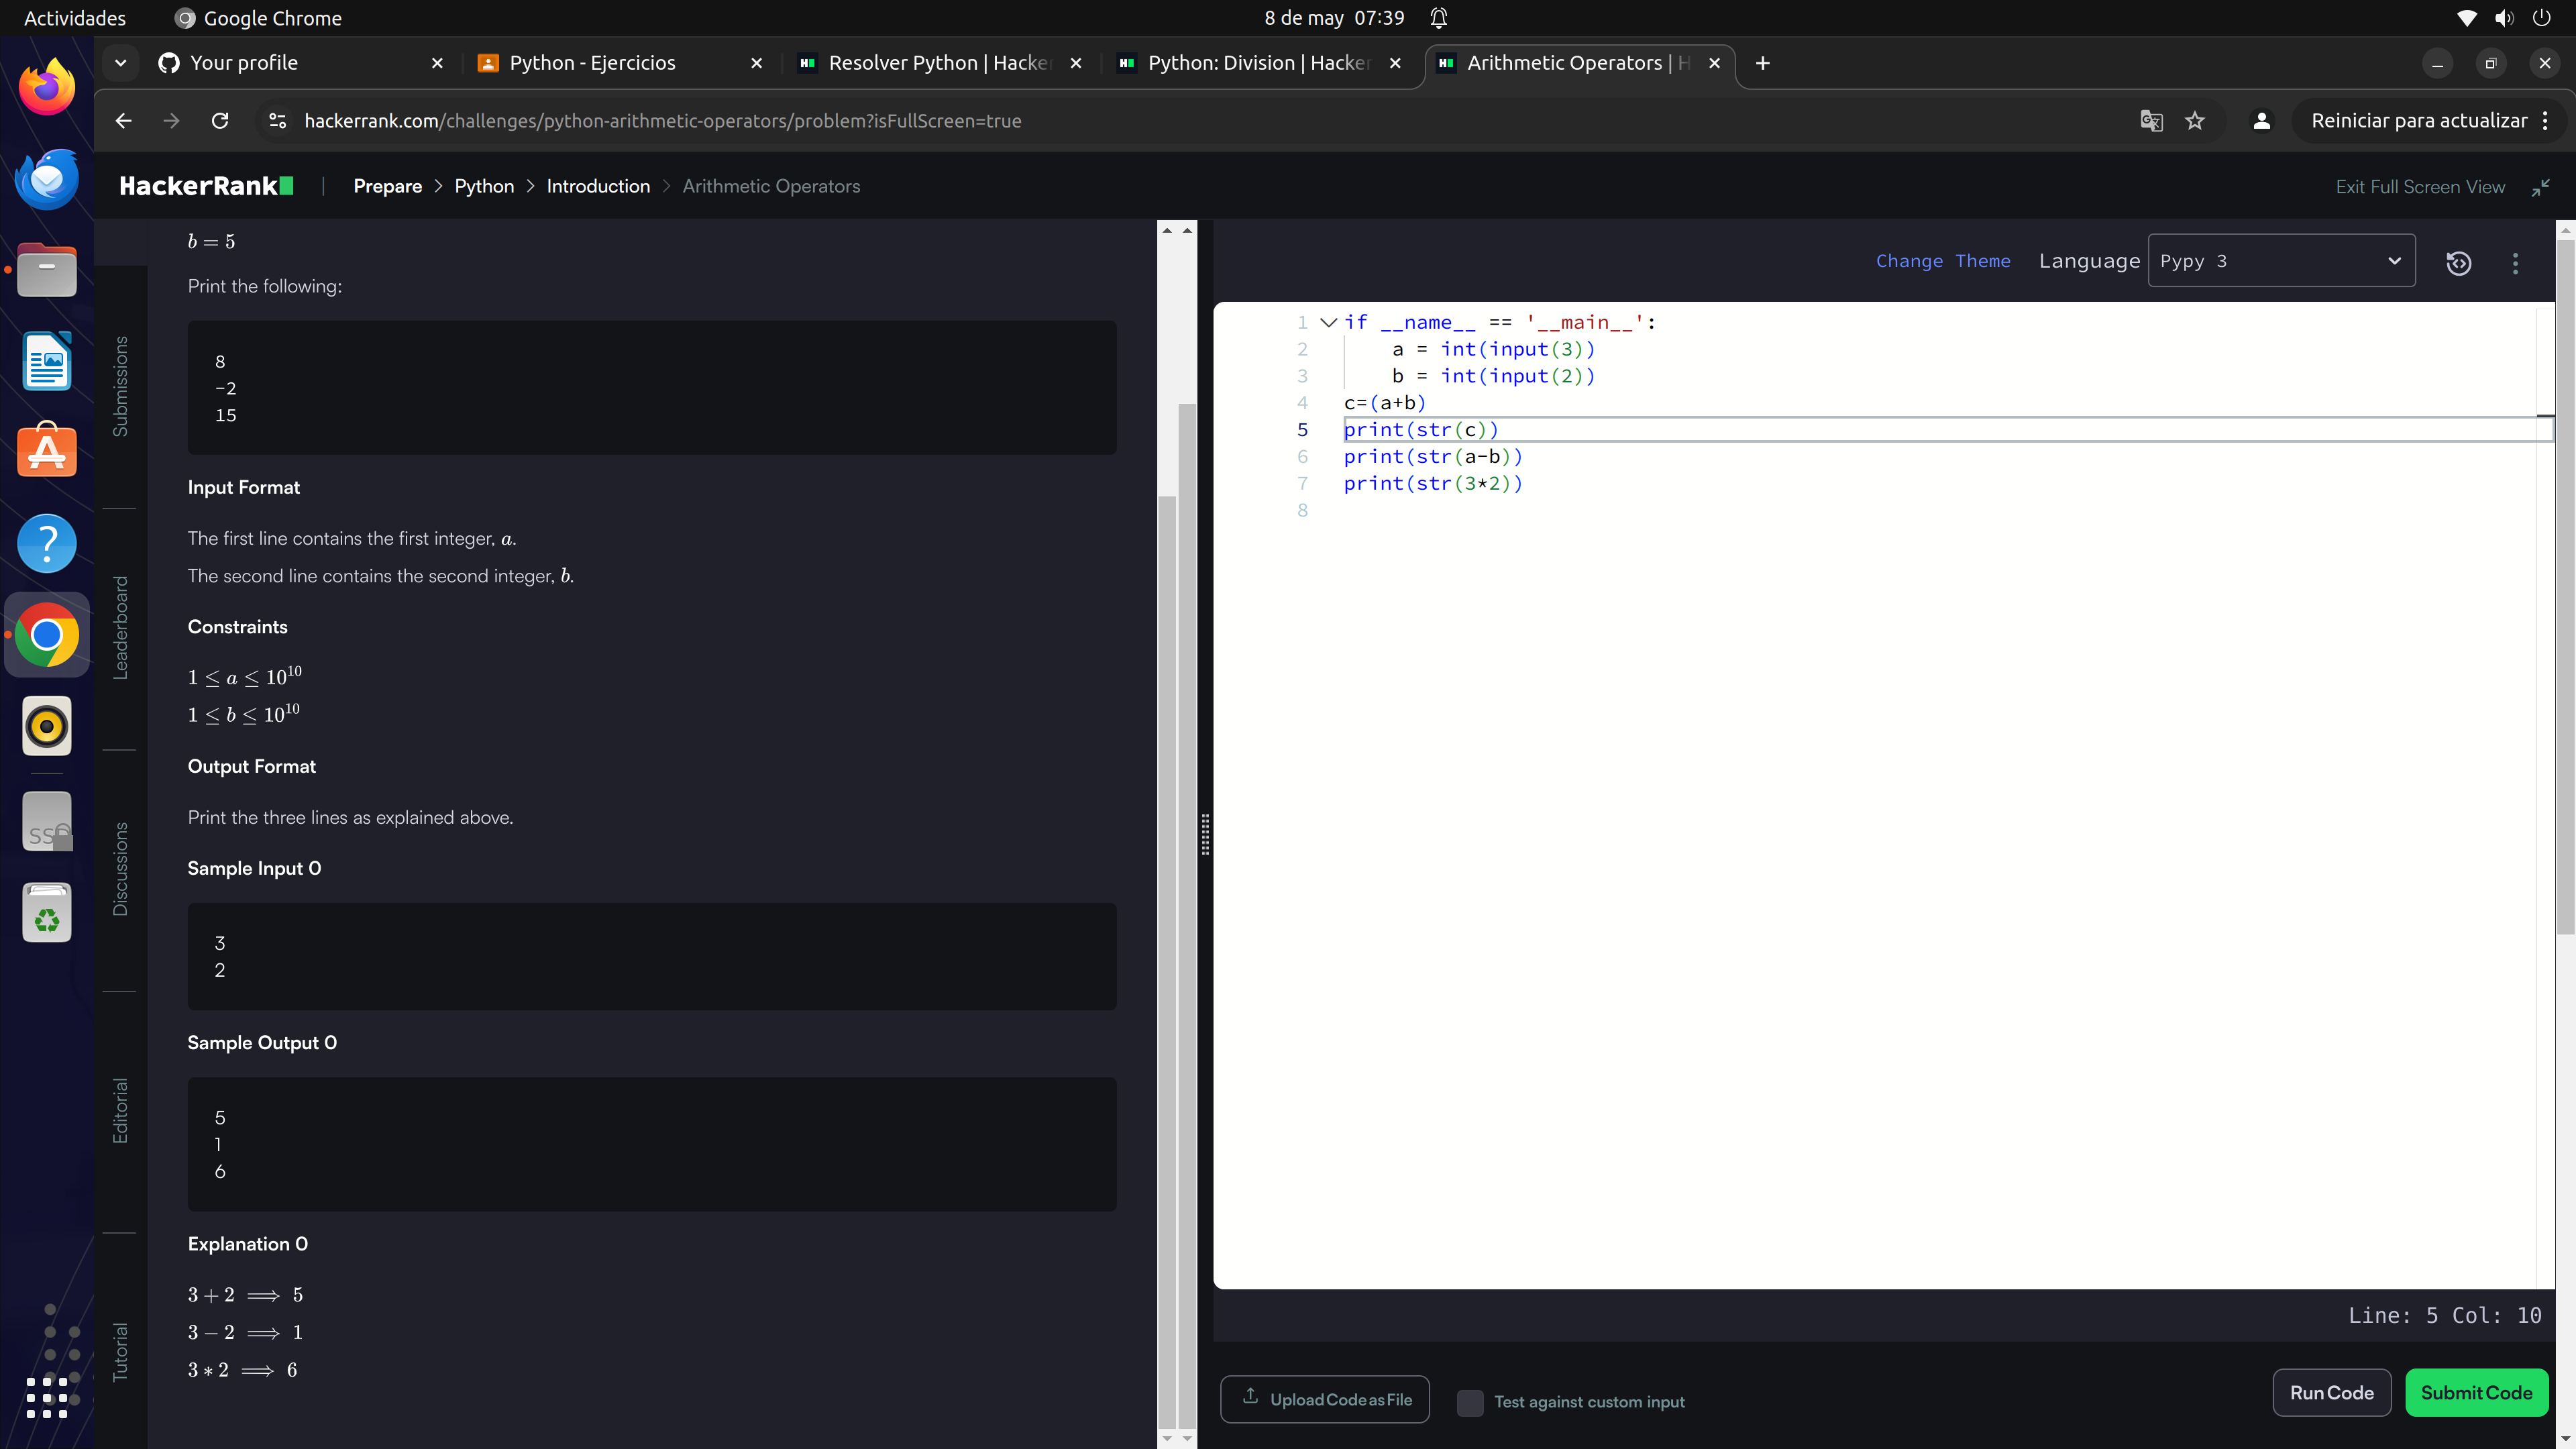 Actividades
Google Chrome
8 de may 07:39
Your profile
Python - Ejercicios
Resolver Python | Hacker
Python: Division | Hacker
Arithmetic Operators | H
hackerrank.com/challenges/python-arithmetic-operators/problem?isFullScreen=true
Reiniciar para actualizar
HackerRank
Prepare > Python > Introduction > Arithmetic Operators
Exit Full Screen View
Submissions
Leaderboard
Discussions
Editorial
Tutorial
b = 5
Print the following:
8
-2
15
Input Format
The first line contains the first integer, a.
The second line contains the second integer, b.
Constraints
1 ≤ a ≤ 10^10
1 ≤ b ≤ 10^10
Output Format
Print the three lines as explained above.
Sample Input 0
3
2
Sample Output 0
5
1
6
Explanation 0
3 + 2 ⟹ 5
3 − 2 ⟹ 1
3 ∗ 2 ⟹ 6
Change Theme
Language
Pypy 3
1 if __name__ == '__main__':
2     a = int(input(3))
3     b = int(input(2))
4 c=(a+b)
5 print(str(c))
6 print(str(a-b))
7 print(str(3*2))
8
Line: 5 Col: 10
Upload Code as File
Test against custom input
Run Code
Submit Code
SS